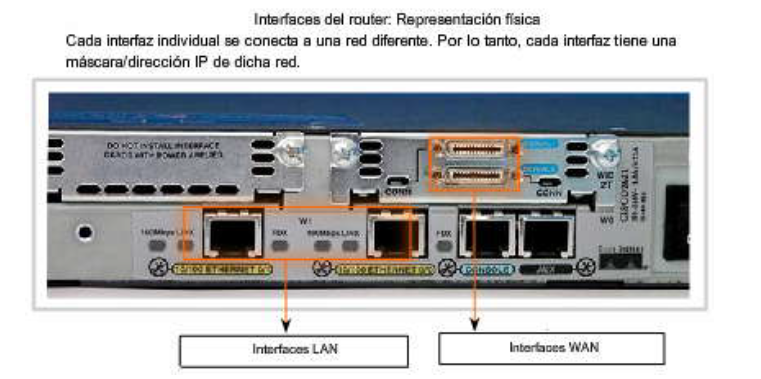 Interfaces del router: Representación física
Cada interfaz individual se conecta a una red diferente. Por lo tanto, cada interfaz tiene una
máscara/dirección IP de dicha red.
DO NOT INSTALL INTERFACE
CARDS WITH POWER APPLIED
CONN
CONN
WIC
2T
CISCO2621
100Mbps LINK
W1
FDX
100Mbps LINK
FDX
W0
10/100 ETHERNET 0/1
10/100 ETHERNET 0/0
CONSOLE
AUX
Interfaces LAN
Interfaces WAN